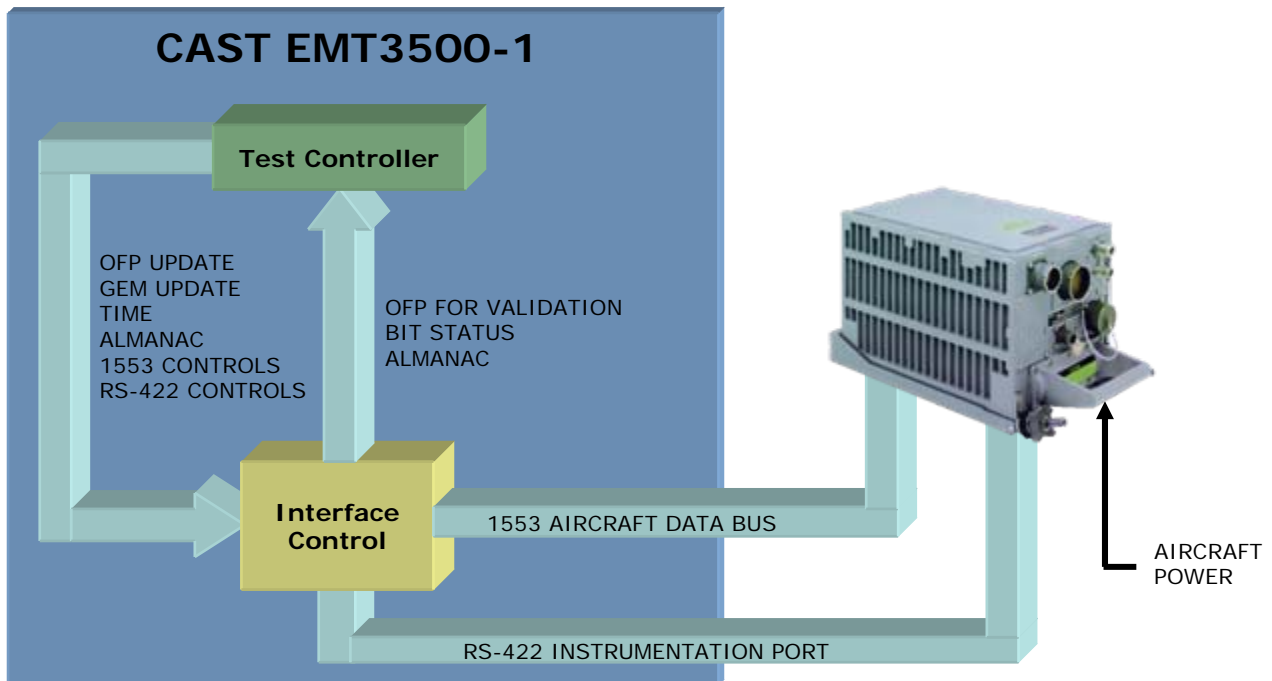 CAST EMT3500-1
Test Controller
OFP UPDATE
GEM UPDATE
TIME
ALMANAC
1553 CONTROLS
RS-422 CONTROLS
OFP FOR VALIDATION
BIT STATUS
ALMANAC
Interface
Control
1553 AIRCRAFT DATA BUS
AIRCRAFT
POWER
RS-422 INSTRUMENTATION PORT